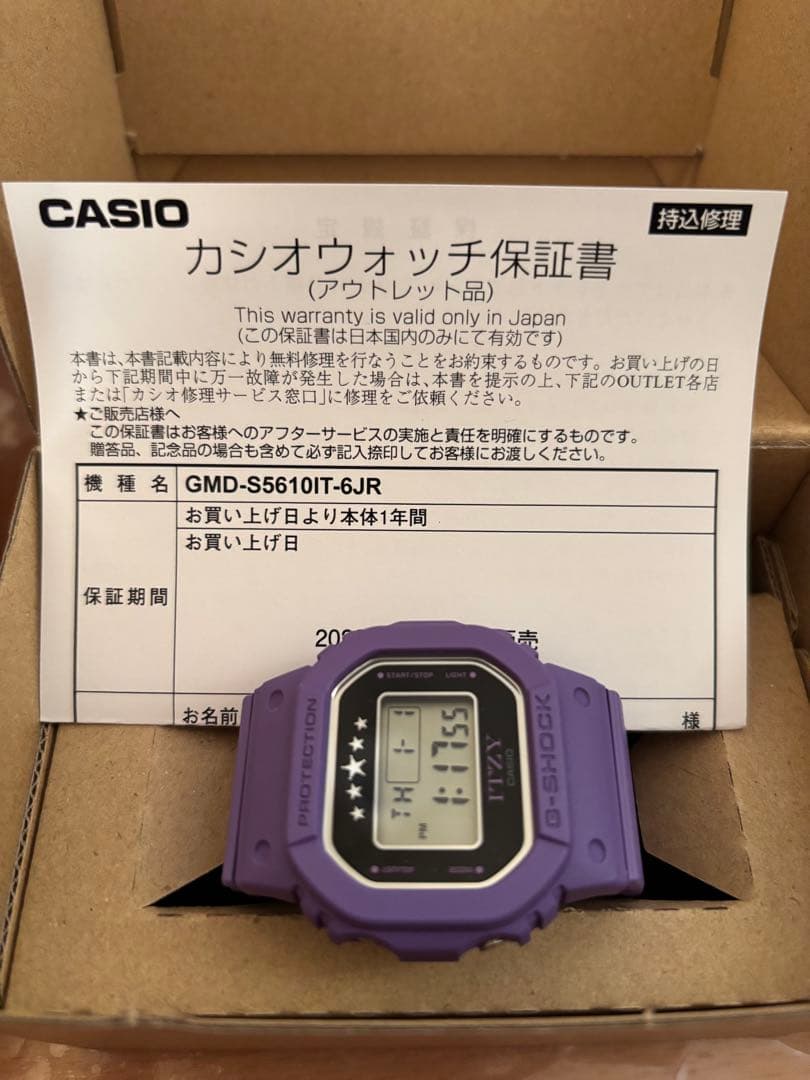 CASIO
持込修理
カシオウォッチ保証書
(アウトレット品)
This warranty is valid only in Japan
(この保証書は日本国内のみにて有効です)
本書は、本書記載内容により無料修理を行なうことをお約束するものです。お買い上げの日
から下記期間中に万一故障が発生した場合は、本書を提示の上、下記のOUTLET各店
または「カシオ修理サービス窓口」に修理をご依頼ください。
★ご販売店様へ
この保証書はお客様へのアフターサービスの実施と責任を明確にするものです。
贈答品、記念品の場合も含めて必ず記入捺印してお客様にお渡しください。
機種名 GMD-S5610IT-6JR
保証期間
お買い上げ日より本体1年間
お買い上げ日
売
お名前
様
START/STOP LIGHT
PROTECTION
TH 1-1
PM 1:1755
ITZY
CASIO
G-SHOCK